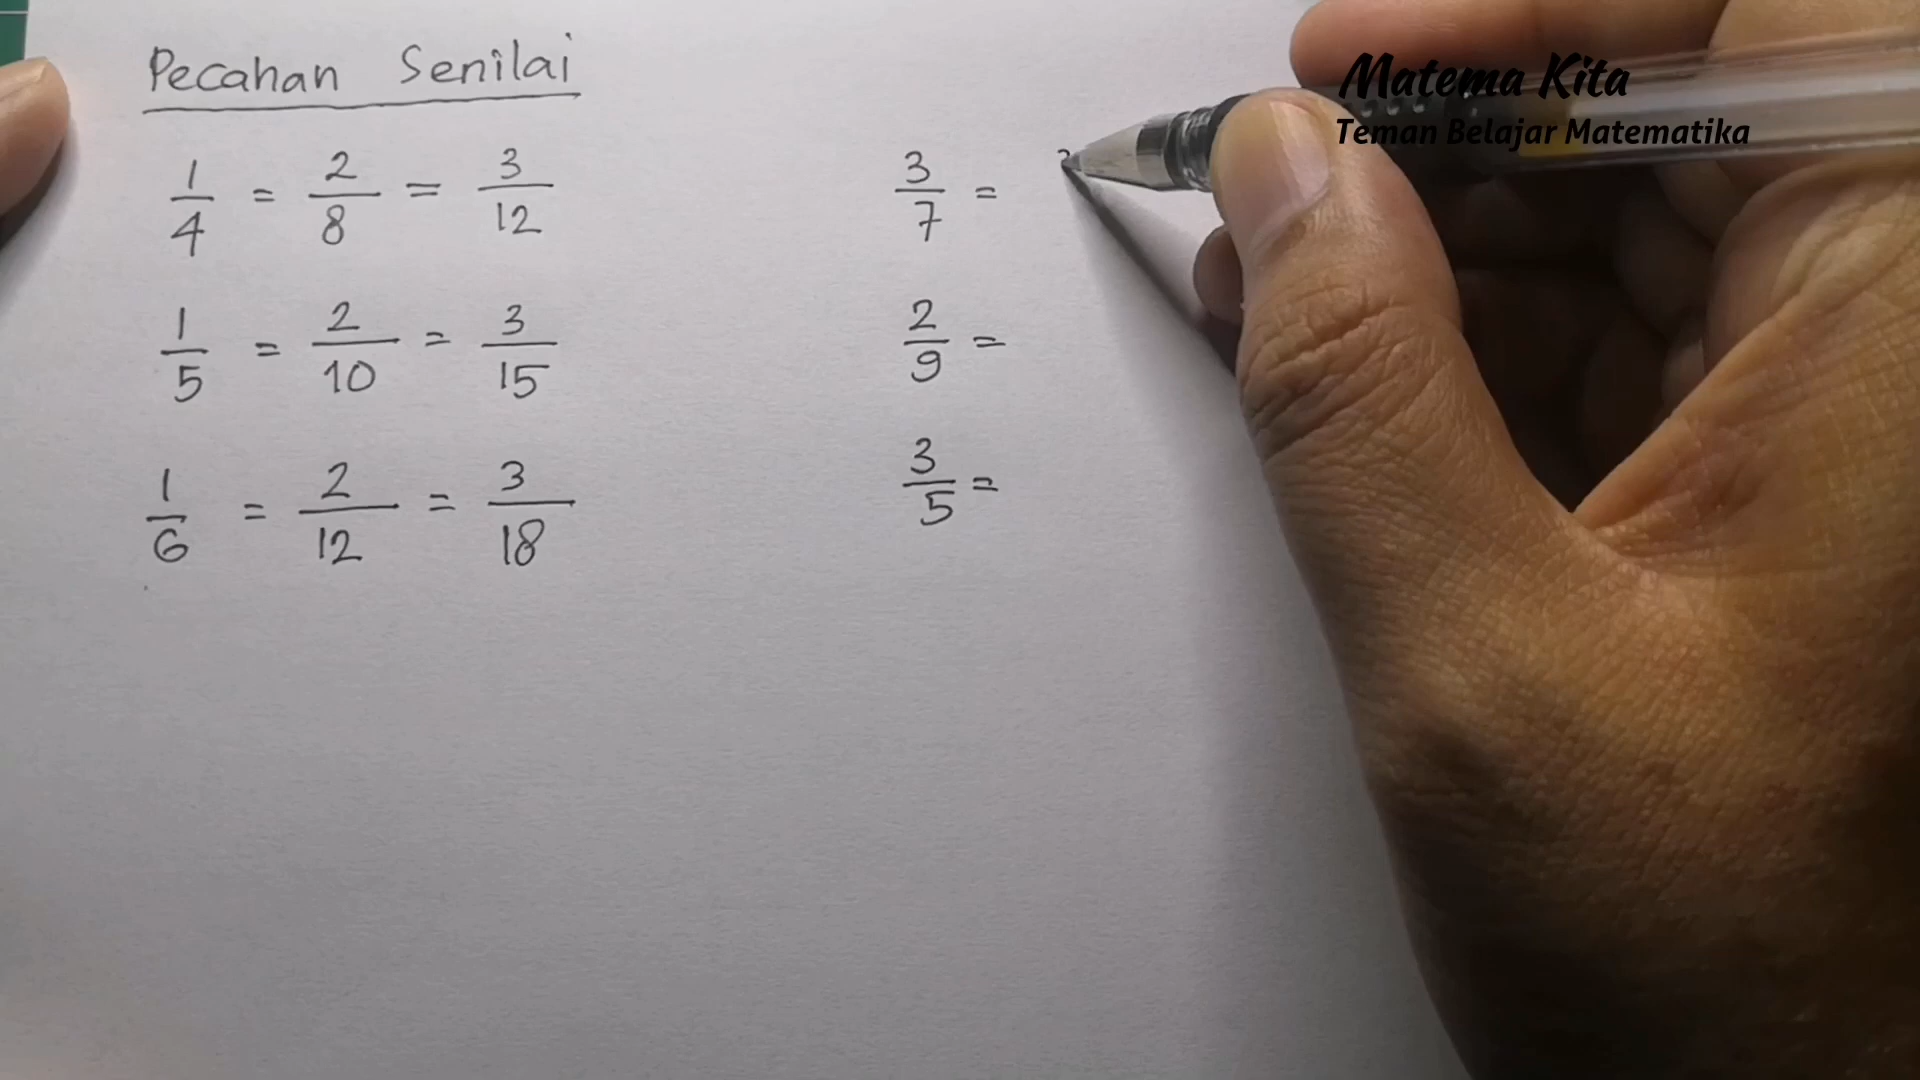 Pecahan Senilai
1/4 = 2/8 = 3/12
1/5 = 2/10 = 3/15
1/6 = 2/12 = 3/18
3/7 =
2/9 =
3/5 =
Matema Kita
Teman Belajar Matematika